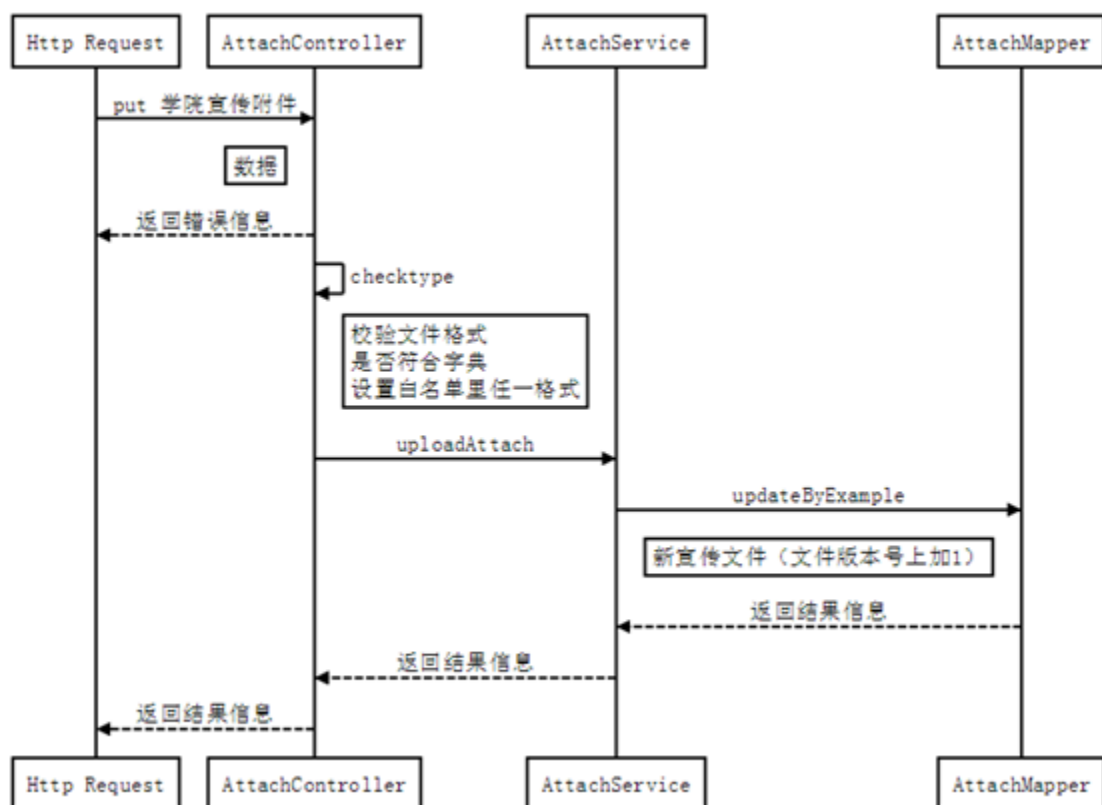 Http Request
AttachController
AttachService
AttachMapper
put 学院宣传附件
数据
返回错误信息
checktype
校验文件格式
是否符合字典
设置白名单里任一格式
uploadAttach
updateByExample
新宣传文件（文件版本号上加1）
返回结果信息
返回结果信息
返回结果信息
Http Request
AttachController
AttachService
AttachMapper